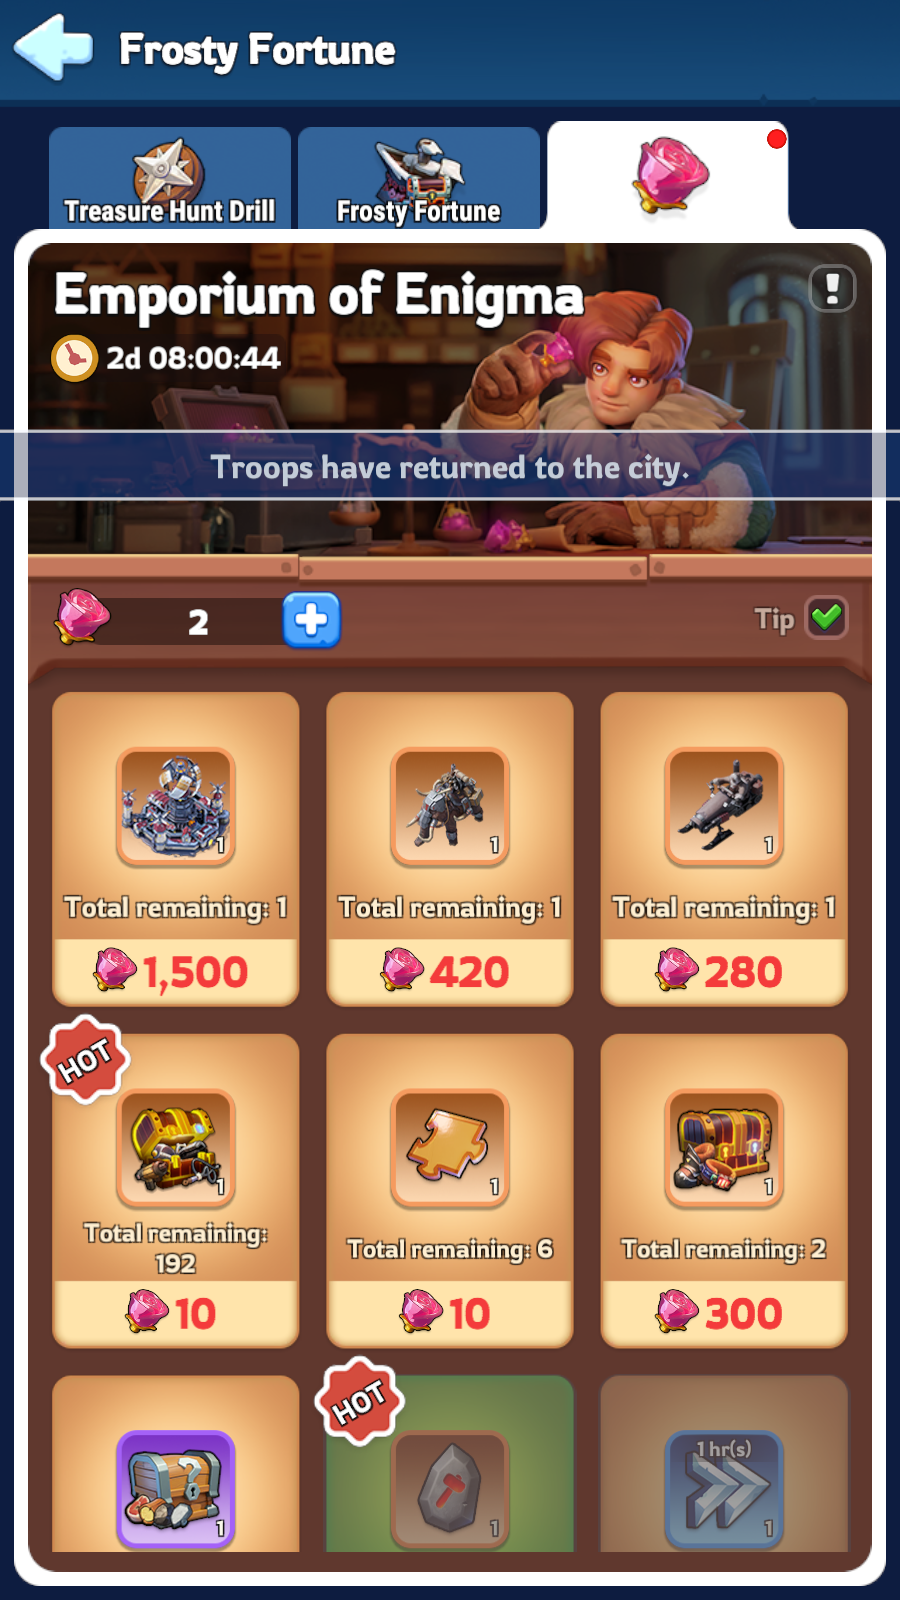 Frosty Fortune
Treasure Hunt Drill
Frosty Fortune
Emporium of Enigma
!
2d 08:00:44
Troops have returned to the city.
2
Tip
1
1
1
Total remaining: 1
Total remaining: 1
Total remaining: 1
1,500
420
280
HOT
1
1
1
Total remaining:
192
Total remaining: 6
Total remaining: 2
10
10
300
HOT
1 hr(s)
?
1
1
1